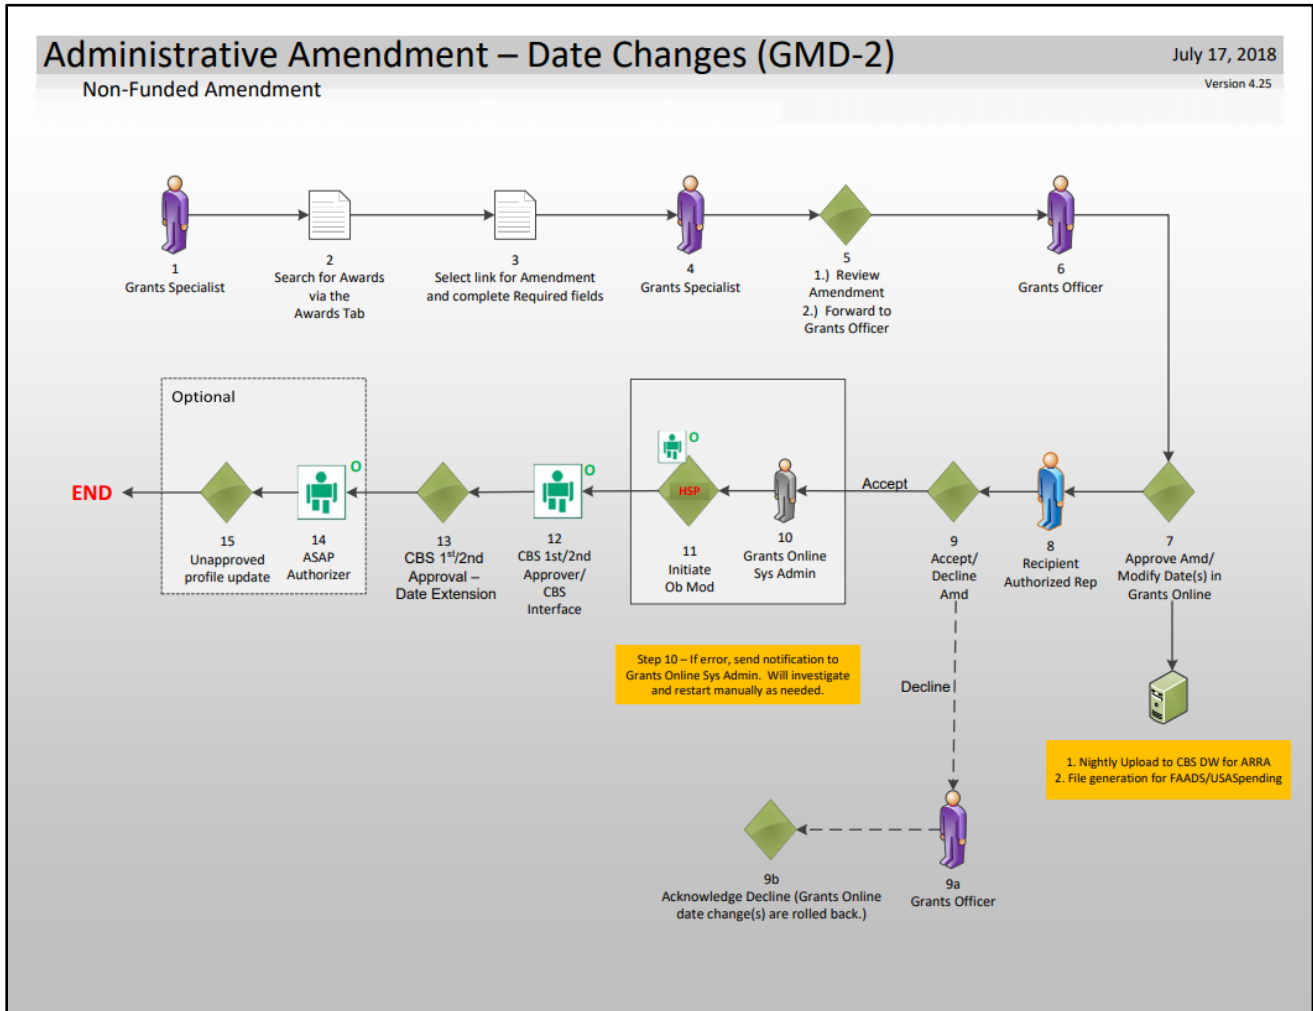 Administrative Amendment – Date Changes (GMD-2)
July 17, 2018
Non-Funded Amendment
Version 4.25
1
Grants Specialist
2
Search for Awards
via the
Awards Tab
3
Select link for Amendment
and complete Required fields
4
Grants Specialist
5
1.) Review
Amendment
2.) Forward to
Grants Officer
6
Grants Officer
7
Approve Amd/
Modify Date(s) in
Grants Online
8
Recipient
Authorized Rep
9
Accept/
Decline
Amd
Accept
10
Grants Online
Sys Admin
O
HSP
11
Initiate
Ob Mod
O
12
CBS 1st/2nd
Approver/
CBS
Interface
13
CBS 1st/2nd
Approval –
Date Extension
Optional
O
14
ASAP
Authorizer
15
Unapproved
profile update
END
Step 10 – If error, send notification to
Grants Online Sys Admin. Will investigate
and restart manually as needed.
Decline
1. Nightly Upload to CBS DW for ARRA
2. File generation for FAADS/USASpending
9a
Grants Officer
9b
Acknowledge Decline (Grants Online
date change(s) are rolled back.)